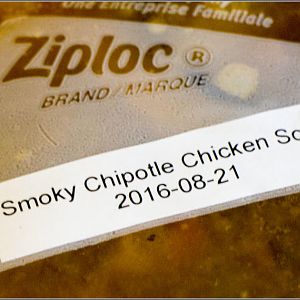 Une Entreprise Familiale
Ziploc ®
BRAND/MARQUE
Smoky Chipotle Chicken So
2016-08-21